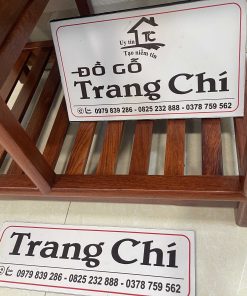 Uy tín
TC
Tạo niềm tin
ĐỒ GỖ
Trang Chí
0979 839 286 - 0825 232 888 - 0378 759 562
Trang Chí
0979 839 286 - 0825 232 888 - 0378 759 562